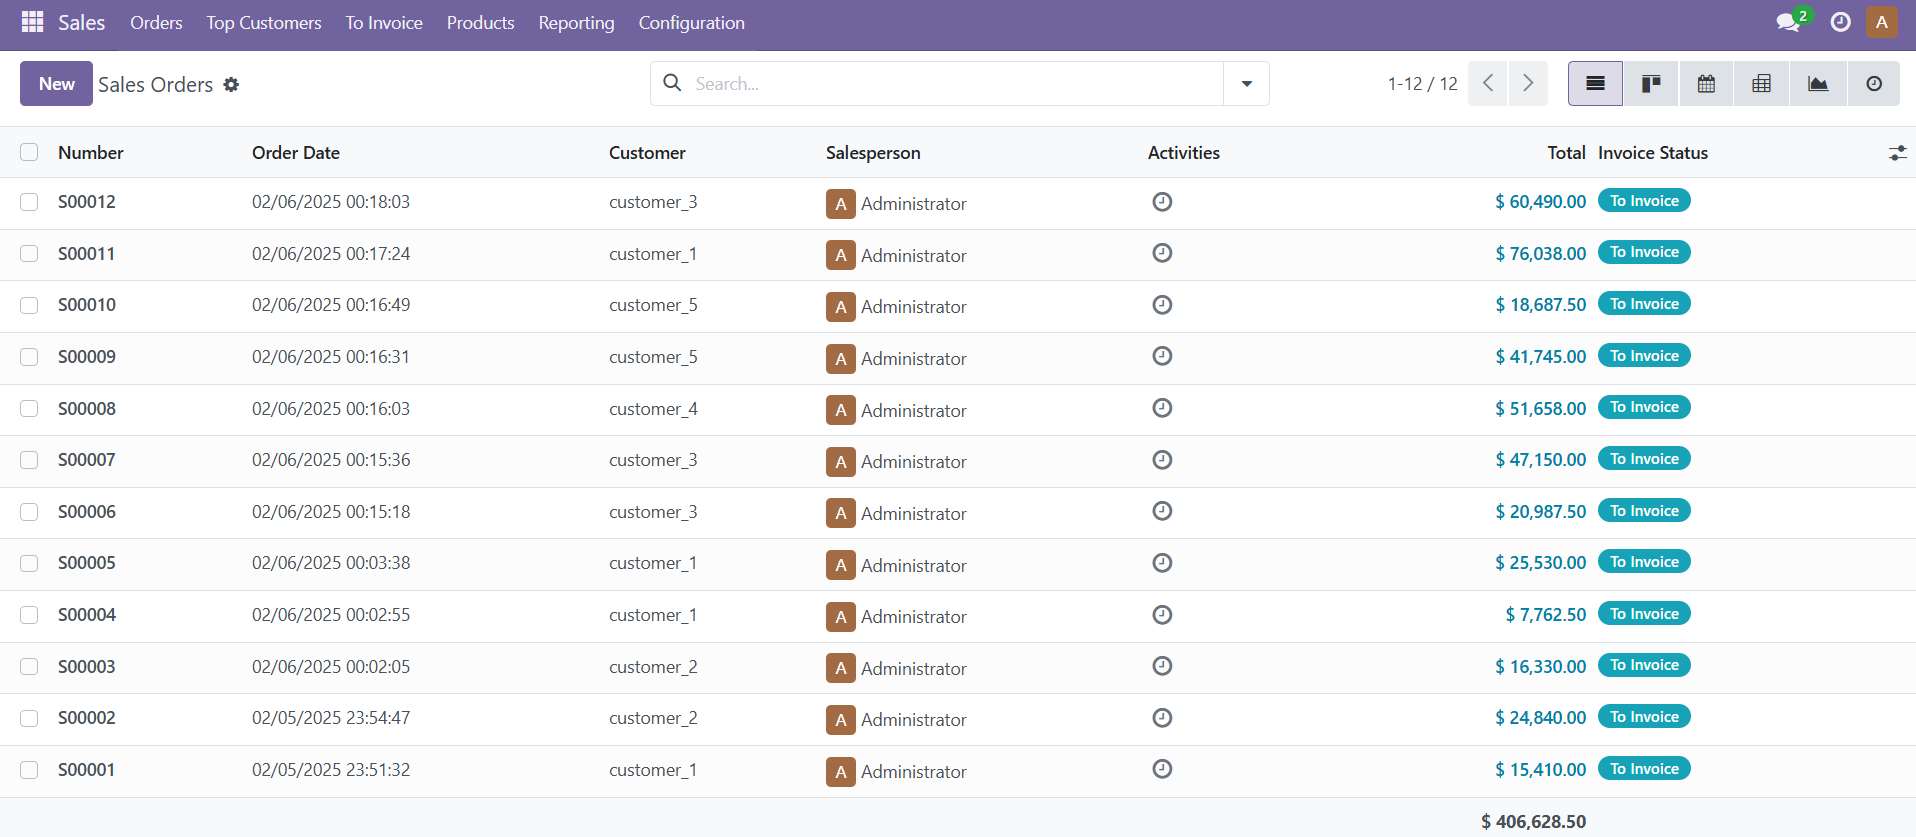 Sales Orders Top Customers To Invoice Products Reporting Configuration 2 A
New Sales Orders Search... 1-12 / 12
Number Order Date Customer Salesperson Activities Total Invoice Status
S00012 02/06/2025 00:18:03 customer_3 A Administrator $ 60,490.00 To Invoice
S00011 02/06/2025 00:17:24 customer_1 A Administrator $ 76,038.00 To Invoice
S00010 02/06/2025 00:16:49 customer_5 A Administrator $ 18,687.50 To Invoice
S00009 02/06/2025 00:16:31 customer_5 A Administrator $ 41,745.00 To Invoice
S00008 02/06/2025 00:16:03 customer_4 A Administrator $ 51,658.00 To Invoice
S00007 02/06/2025 00:15:36 customer_3 A Administrator $ 47,150.00 To Invoice
S00006 02/06/2025 00:15:18 customer_3 A Administrator $ 20,987.50 To Invoice
S00005 02/06/2025 00:03:38 customer_1 A Administrator $ 25,530.00 To Invoice
S00004 02/06/2025 00:02:55 customer_1 A Administrator $ 7,762.50 To Invoice
S00003 02/06/2025 00:02:05 customer_2 A Administrator $ 16,330.00 To Invoice
S00002 02/05/2025 23:54:47 customer_2 A Administrator $ 24,840.00 To Invoice
S00001 02/05/2025 23:51:32 customer_1 A Administrator $ 15,410.00 To Invoice
$ 406,628.50